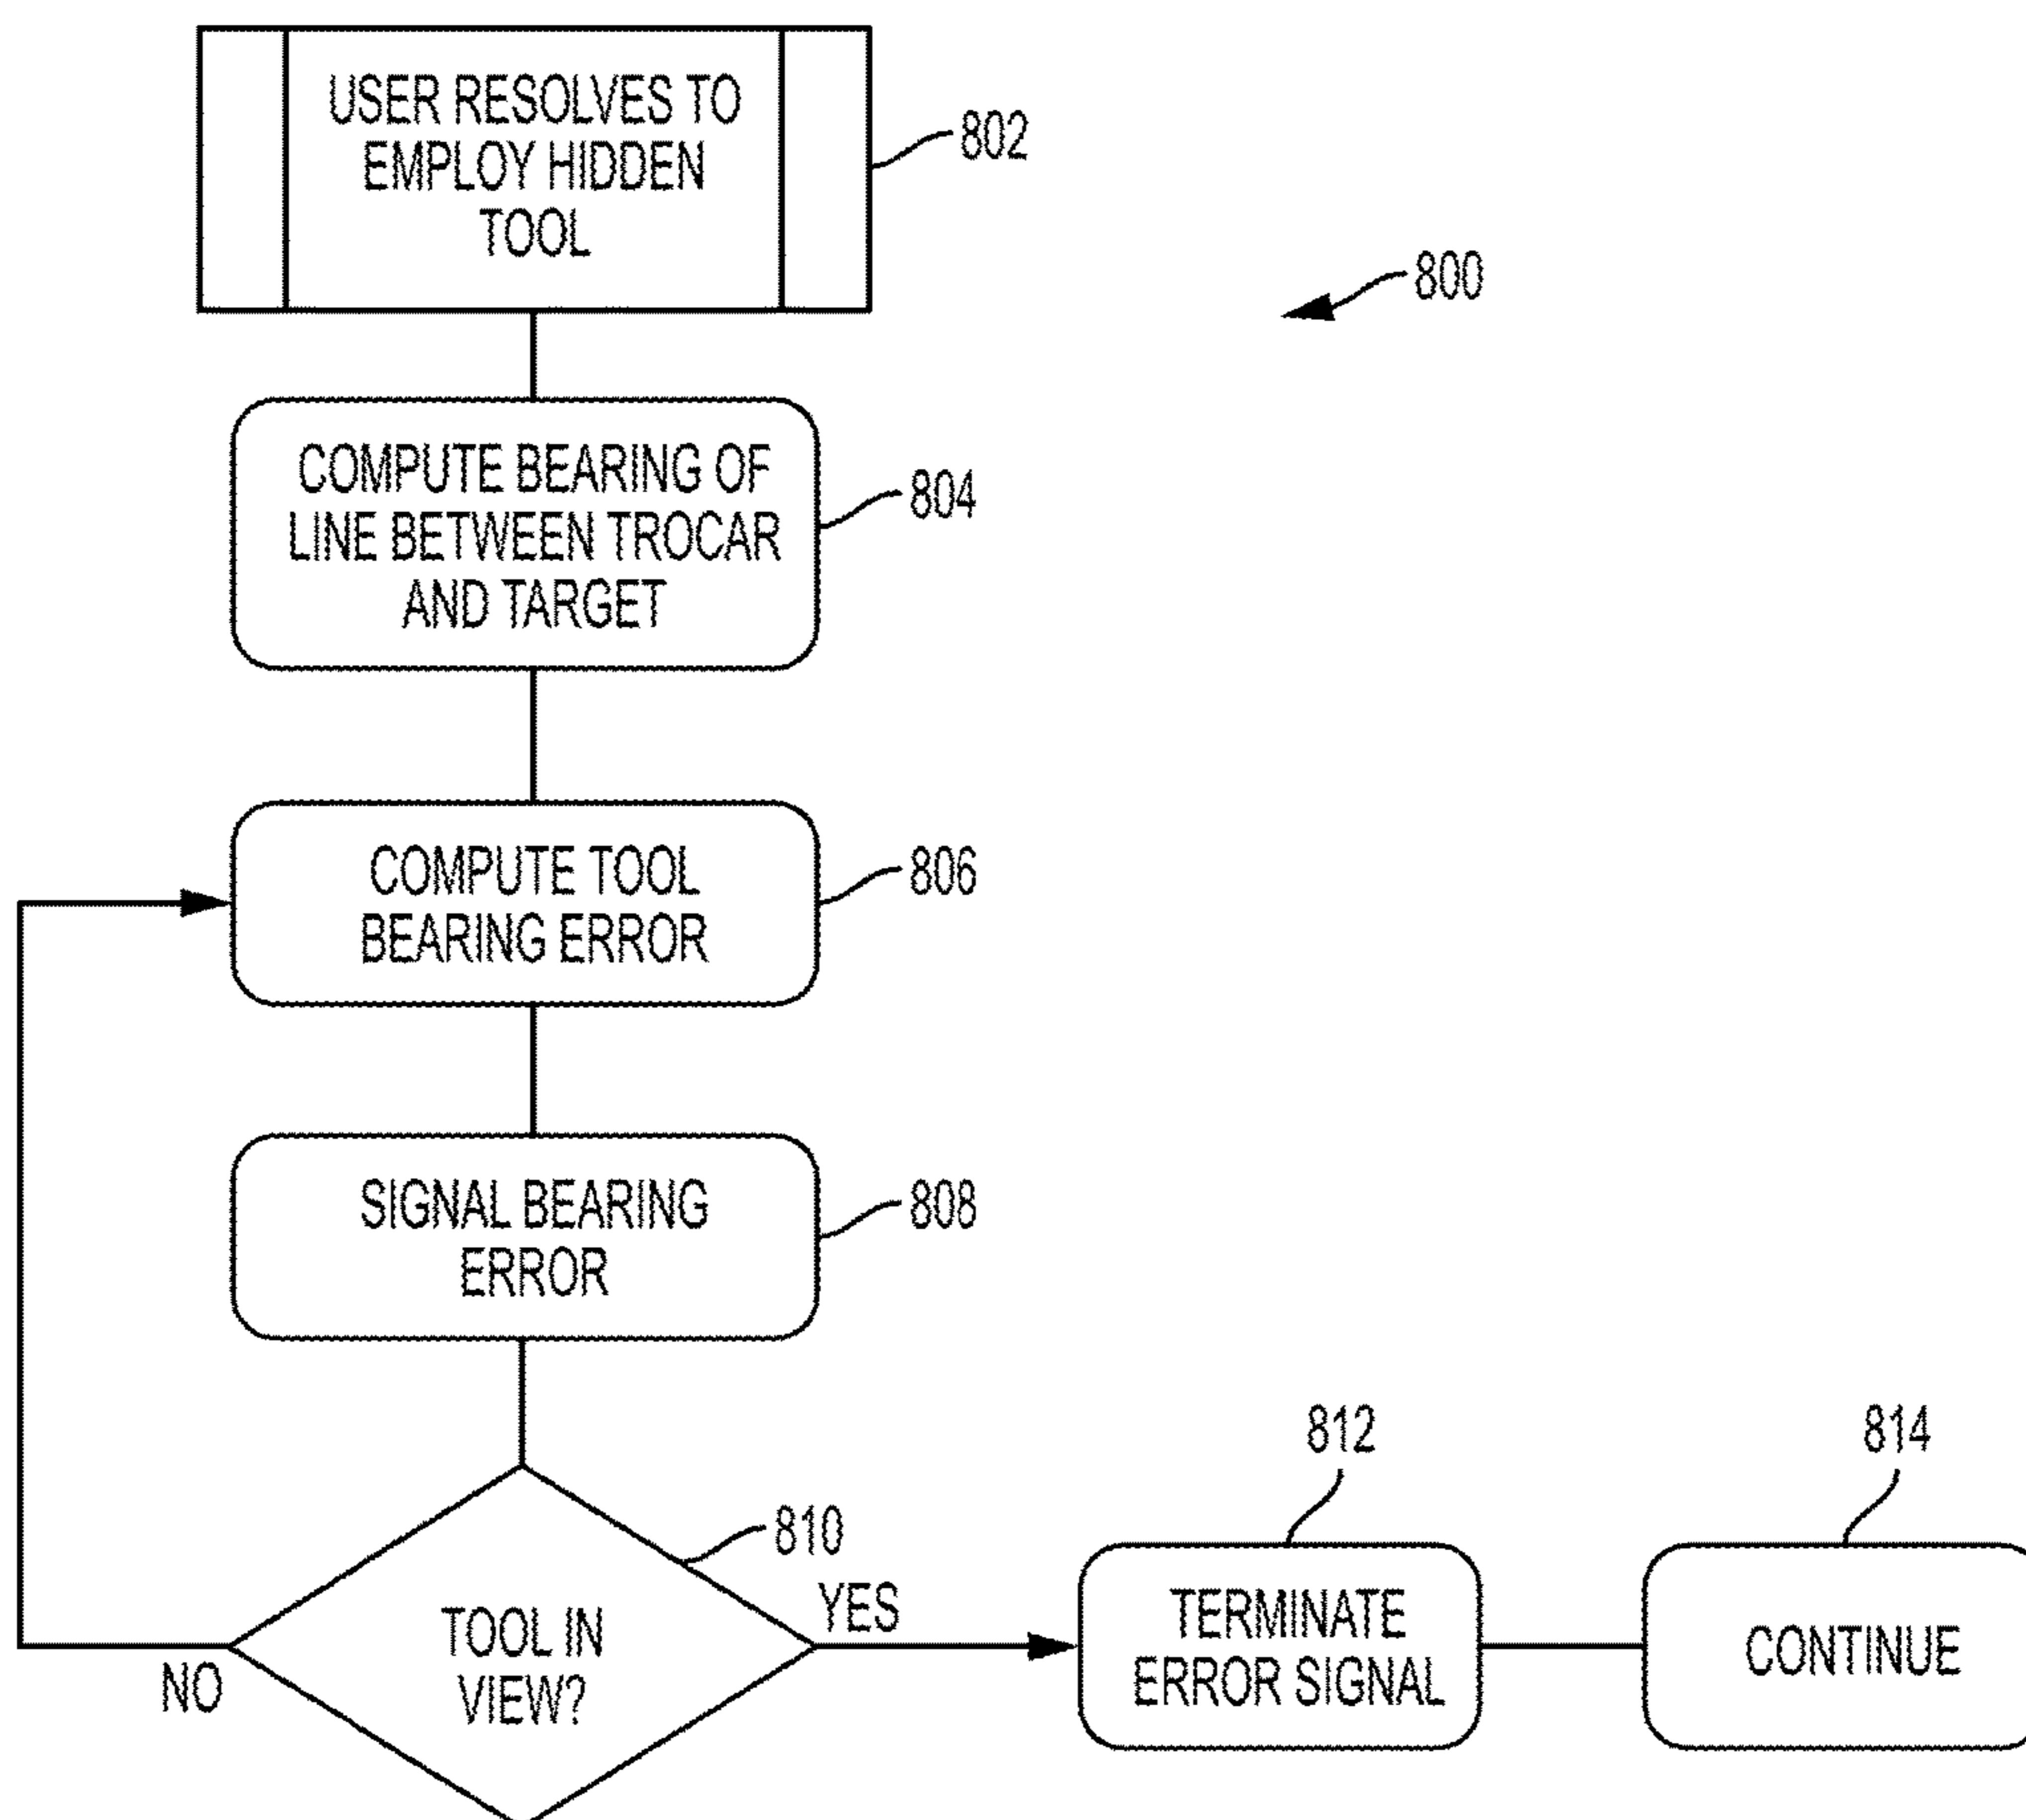 USER RESOLVES TO
EMPLOY HIDDEN
TOOL
802
800
COMPUTE BEARING OF
LINE BETWEEN TROCAR
AND TARGET
804
COMPUTE TOOL
BEARING ERROR
806
SIGNAL BEARING
ERROR
808
TOOL IN
VIEW?
810
YES
NO
812
TERMINATE
ERROR SIGNAL
814
CONTINUE